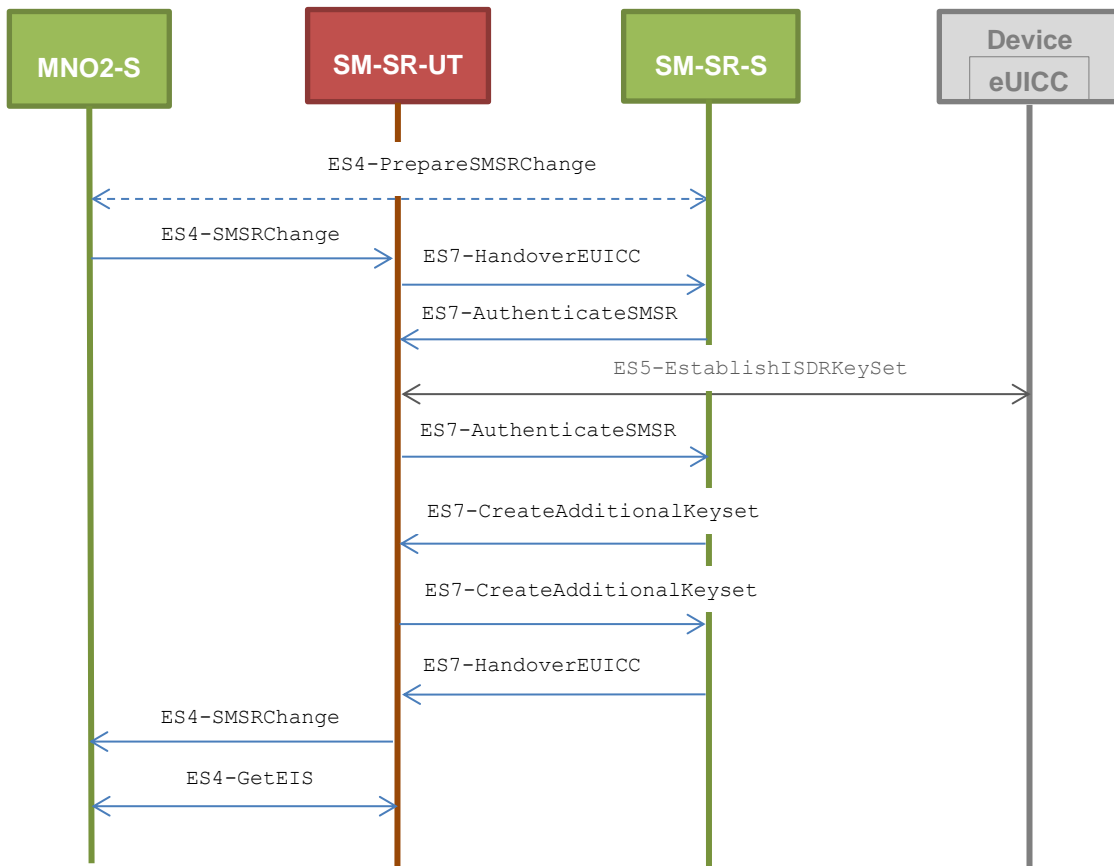 MNO2-S
SM-SR-UT
SM-SR-S
Device
eUICC
ES4-PrepareSMSRChange
ES4-SMSRChange
ES7-HandoverEUICC
ES7-AuthenticateSMSR
ES5-EstablishISDRKeySet
ES7-AuthenticateSMSR
ES7-CreateAdditionalKeyset
ES7-CreateAdditionalKeyset
ES7-HandoverEUICC
ES4-SMSRChange
ES4-GetEIS